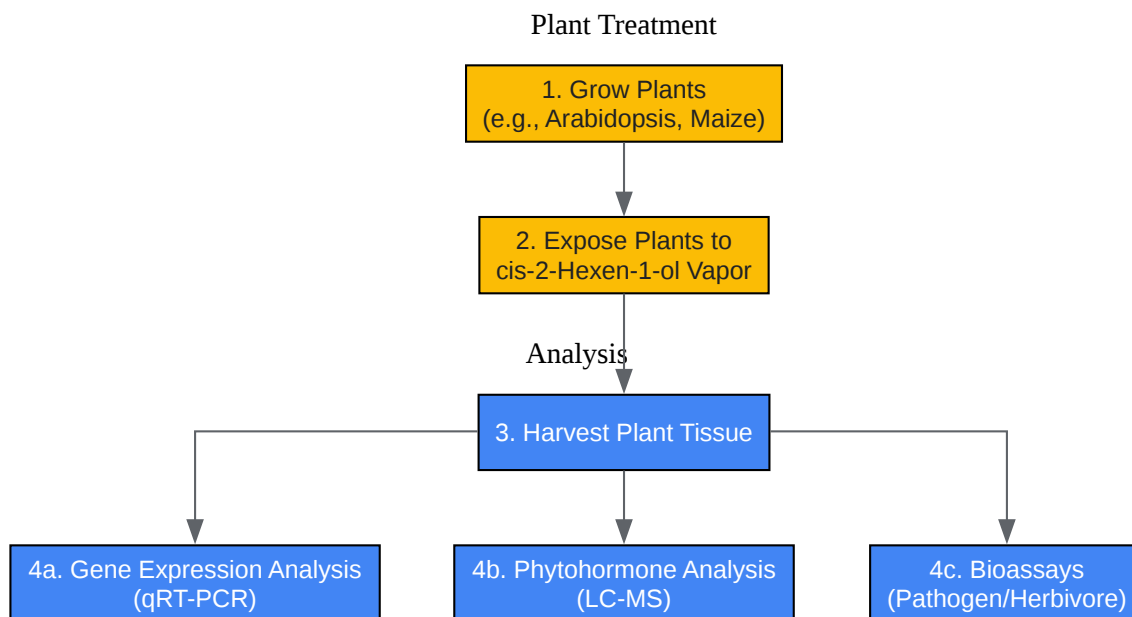 Plant Treatment
1. Grow Plants
(e.g., Arabidopsis, Maize)
2. Expose Plants to
cis-2-Hexen-1-ol Vapor
Analysis
3. Harvest Plant Tissue
4a. Gene Expression Analysis
(qRT-PCR)
4b. Phytohormone Analysis
(LC-MS)
4c. Bioassays
(Pathogen/Herbivore)